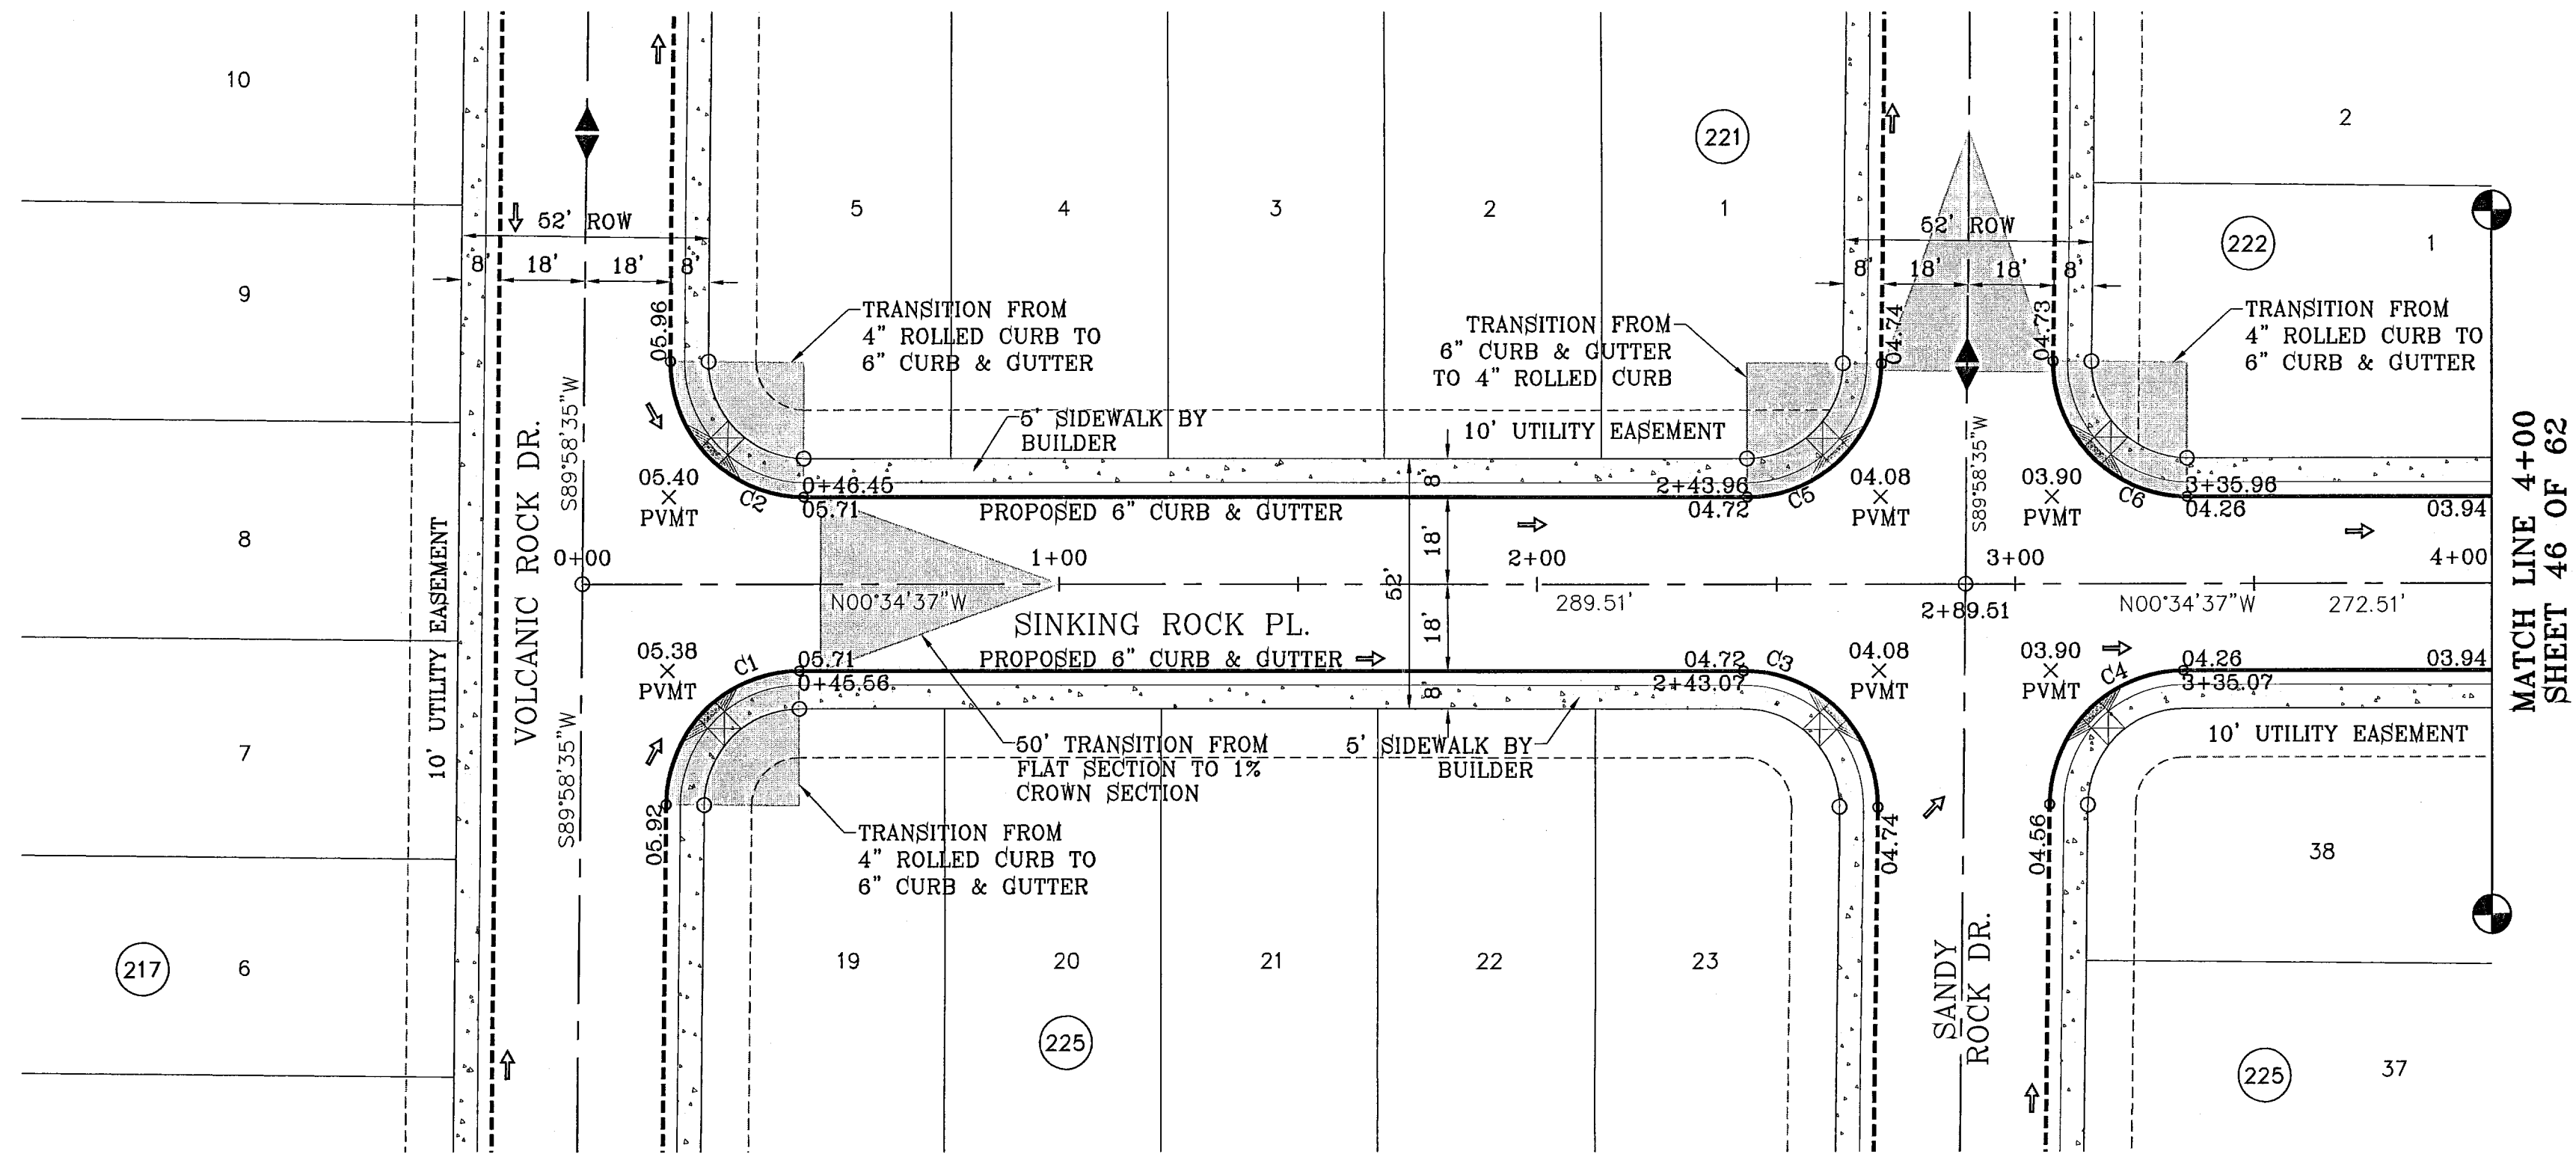 10
2
221
5
4
3
2
1
52' ROW
52' ROW
222
1
8'
18'
18'
8'
8'
18'
18'
8'
9
TRANSITION FROM
4" ROLLED CURB TO
6" CURB & GUTTER
TRANSITION FROM
6" CURB & GUTTER
TO 4" ROLLED CURB
TRANSITION FROM
4" ROLLED CURB TO
6" CURB & GUTTER
05.96
04.74
04.73
S89°58'35"W
5' SIDEWALK BY
BUILDER
10' UTILITY EASEMENT
S89°58'35"W
8
05.40
PVMT
C2
0+46.45
05.71
PROPOSED 6" CURB & GUTTER
8'
2+43.96
04.72
C5
04.08
PVMT
03.90
PVMT
C6
3+35.96
04.26
03.94
VOLCANIC ROCK DR.
10' UTILITY EASEMENT
0+00
1+00
18'
2+00
3+00
4+00
N00°34'37"W
52'
289.51'
2+89.51
N00°34'37"W
272.51'
MATCH LINE 4+00
SHEET 46 OF 62
SINKING ROCK PL.
18'
05.38
PVMT
C1
05.71
0+45.56
PROPOSED 6" CURB & GUTTER
8'
04.72
2+43.07
C3
04.08
PVMT
03.90
PVMT
C4
04.26
3+35.07
03.94
7
S89°58'35"W
50' TRANSITION FROM
FLAT SECTION TO 1%
CROWN SECTION
5' SIDEWALK BY
BUILDER
10' UTILITY EASEMENT
05.92
TRANSITION FROM
4" ROLLED CURB TO
6" CURB & GUTTER
04.74
04.56
38
217
6
19
20
21
22
23
SANDY
ROCK DR.
225
225
37